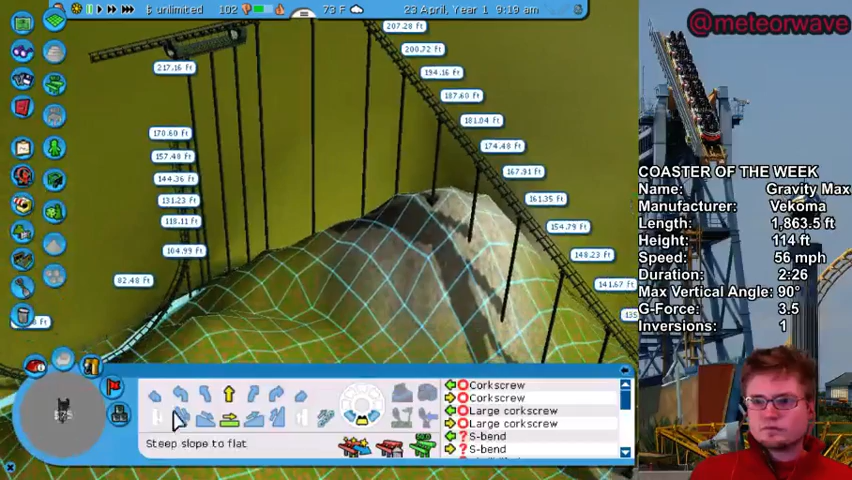 $ unlimited
102
73 F
23 April, Year 1
9:19 am
@meteorwave
207.28 ft
200.72 ft
194.16 ft
187.60 ft
181.04 ft
174.48 ft
167.91 ft
161.35 ft
154.79 ft
148.23 ft
141.67 ft
135
217.16 ft
170.60 ft
157.48 ft
144.36 ft
131.23 ft
118.11 ft
104.99 ft
82.48 ft
COASTER OF THE WEEK
Name: Gravity Max
Manufacturer: Vekoma
Length: 1,863.5 ft
Height: 114 ft
Speed: 56 mph
Duration: 2:26
Max Vertical Angle: 90°
G-Force: 3.5
Inversions: 1
Steep slope to flat
Corkscrew
Corkscrew
Large corkscrew
Large corkscrew
S-bend
S-bend